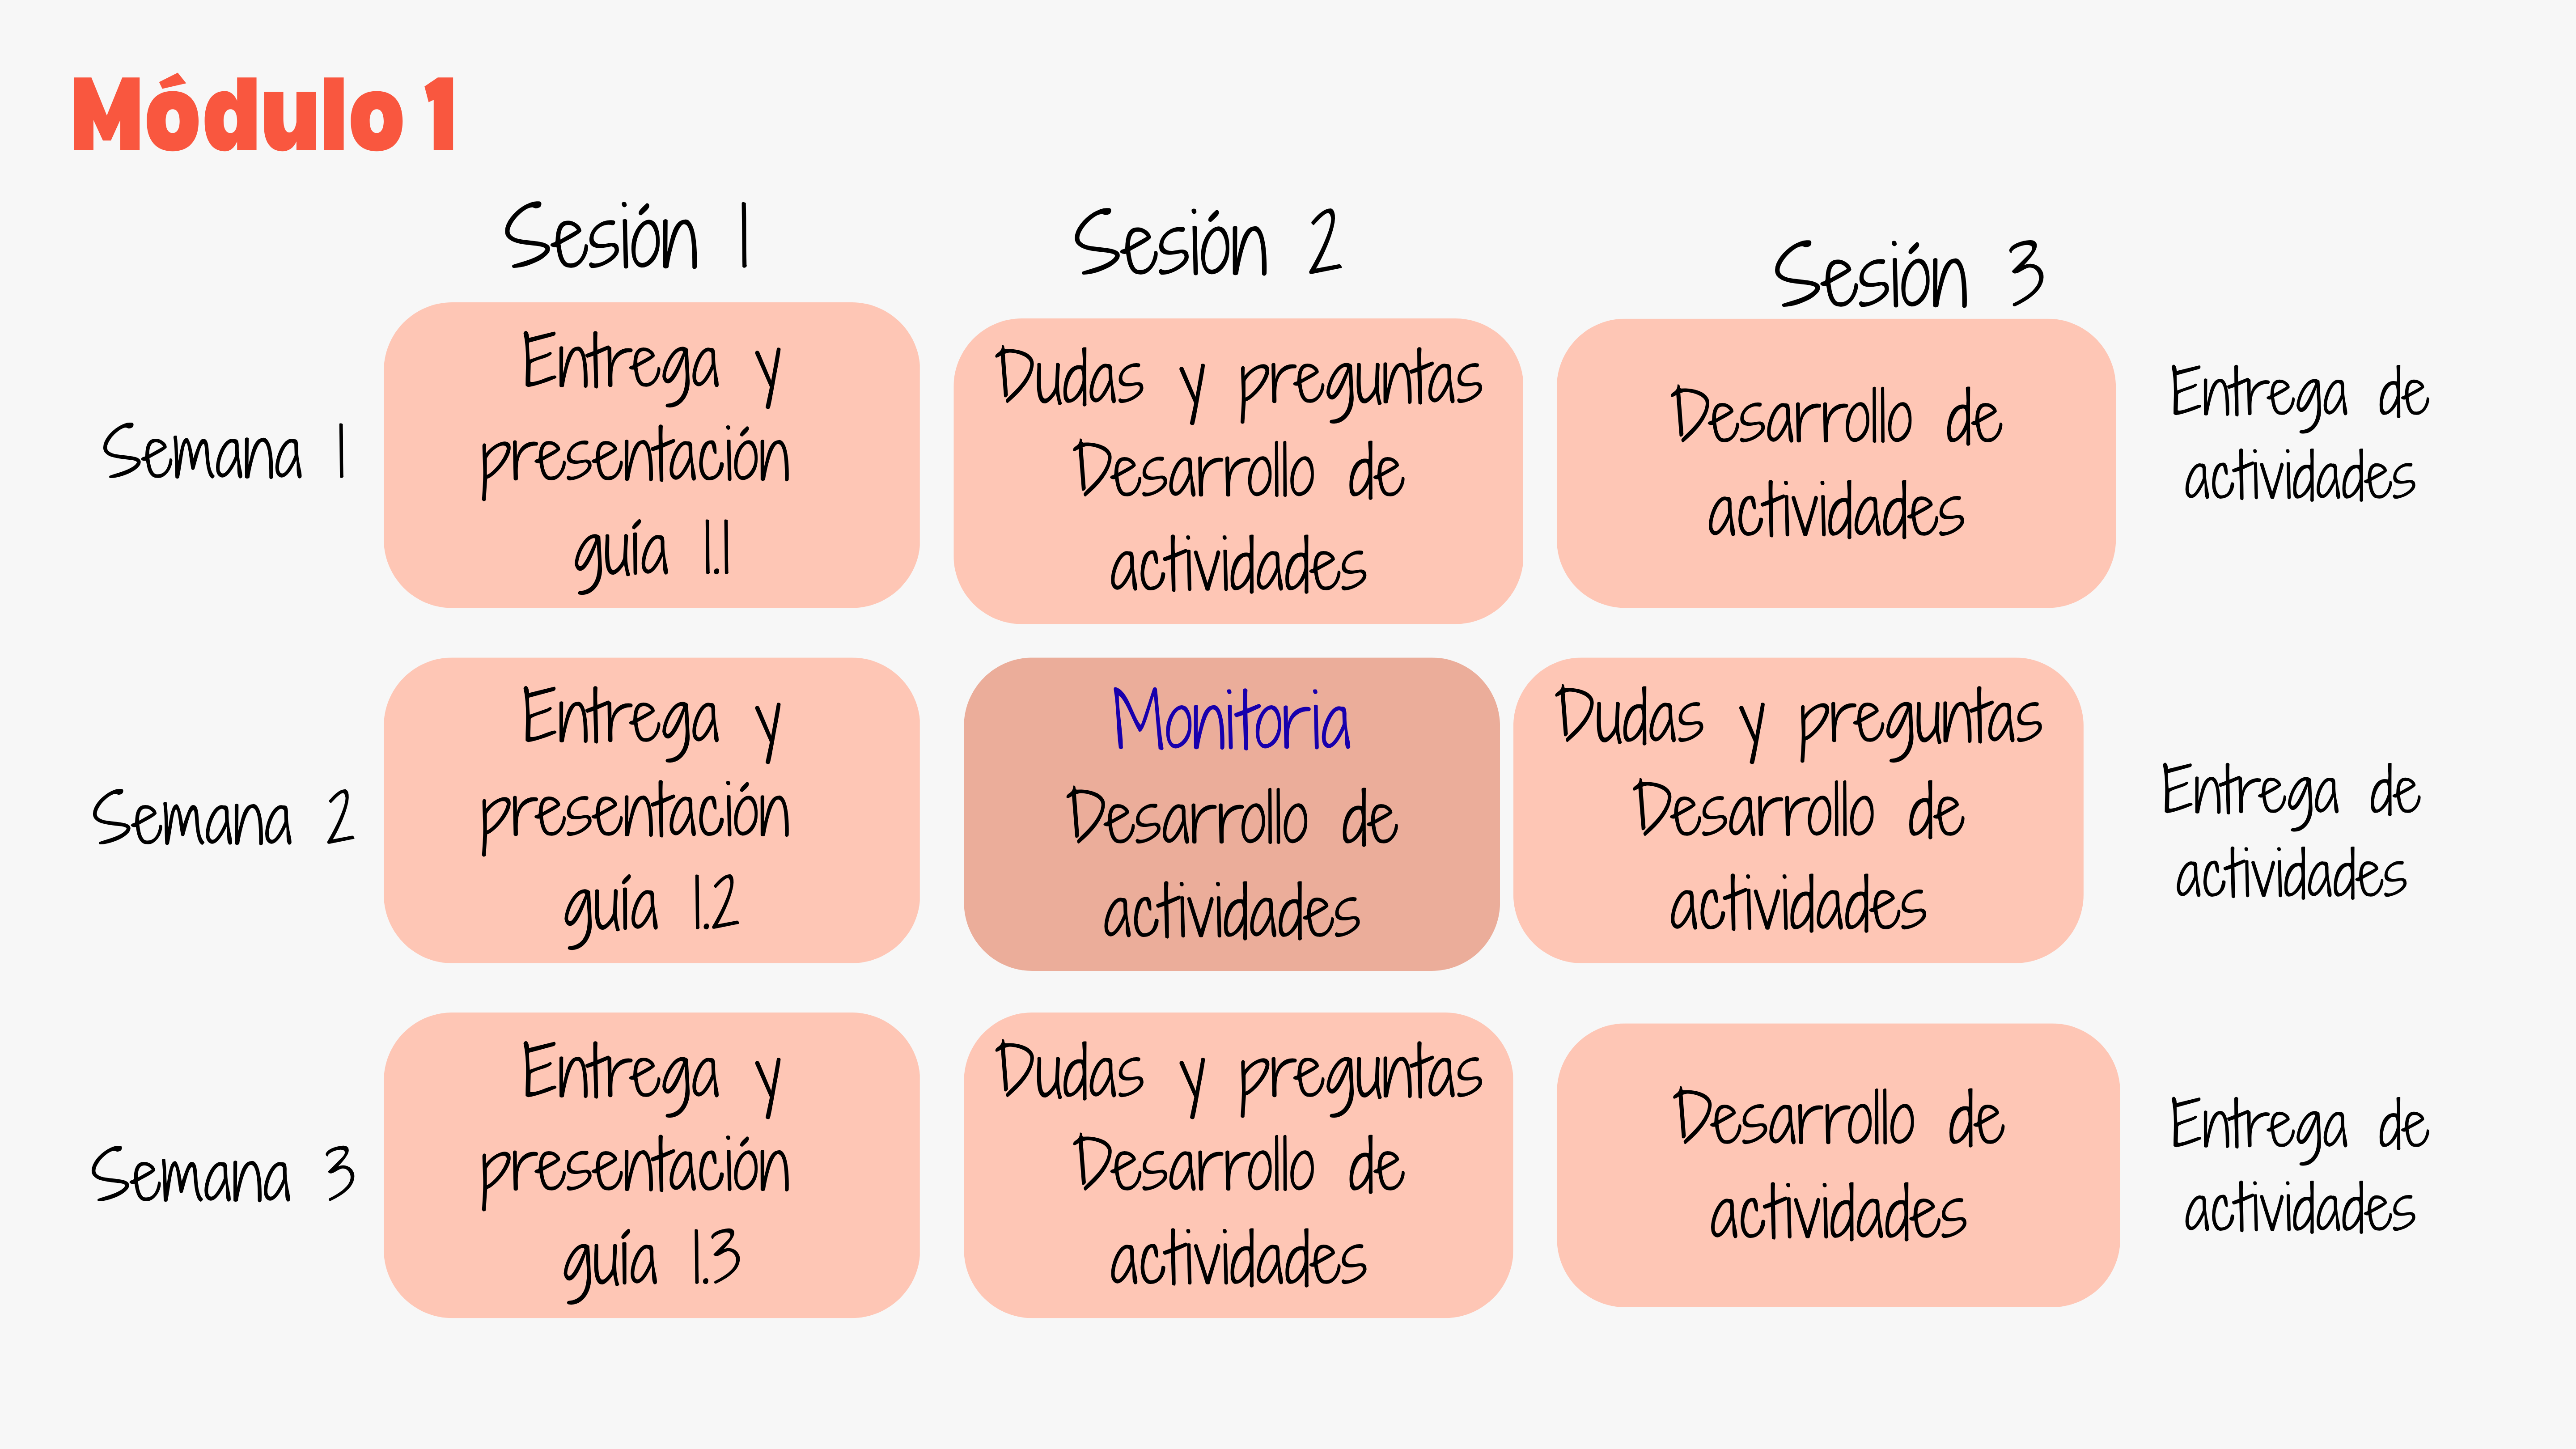 Módulo 1
Sesión 1
Sesión 2
Sesión 3
Semana 1
Entrega y
presentación
guía 1.1
Dudas y preguntas
Desarrollo de
actividades
Desarrollo de
actividades
Entrega de
actividades
Semana 2
Entrega y
presentación
guía 1.2
Monitoria
Desarrollo de
actividades
Dudas y preguntas
Desarrollo de
actividades
Entrega de
actividades
Semana 3
Entrega y
presentación
guía 1.3
Dudas y preguntas
Desarrollo de
actividades
Desarrollo de
actividades
Entrega de
actividades